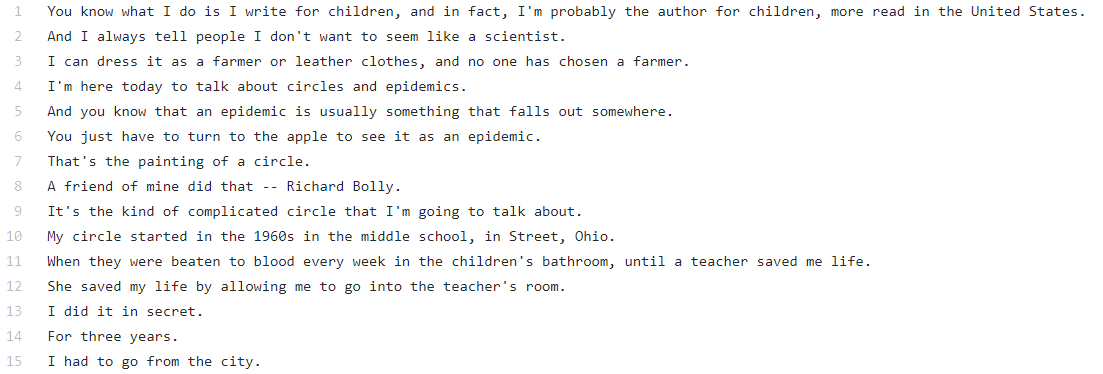 1 You know what I do is I write for children, and in fact, I'm probably the author for children, more read in the United States.
2 And I always tell people I don't want to seem like a scientist.
3 I can dress it as a farmer or leather clothes, and no one has chosen a farmer.
4 I'm here today to talk about circles and epidemics.
5 And you know that an epidemic is usually something that falls out somewhere.
6 You just have to turn to the apple to see it as an epidemic.
7 That's the painting of a circle.
8 A friend of mine did that -- Richard Bolly.
9 It's the kind of complicated circle that I'm going to talk about.
10 My circle started in the 1960s in the middle school, in Street, Ohio.
11 When they were beaten to blood every week in the children's bathroom, until a teacher saved me life.
12 She saved my life by allowing me to go into the teacher's room.
13 I did it in secret.
14 For three years.
15 I had to go from the city.